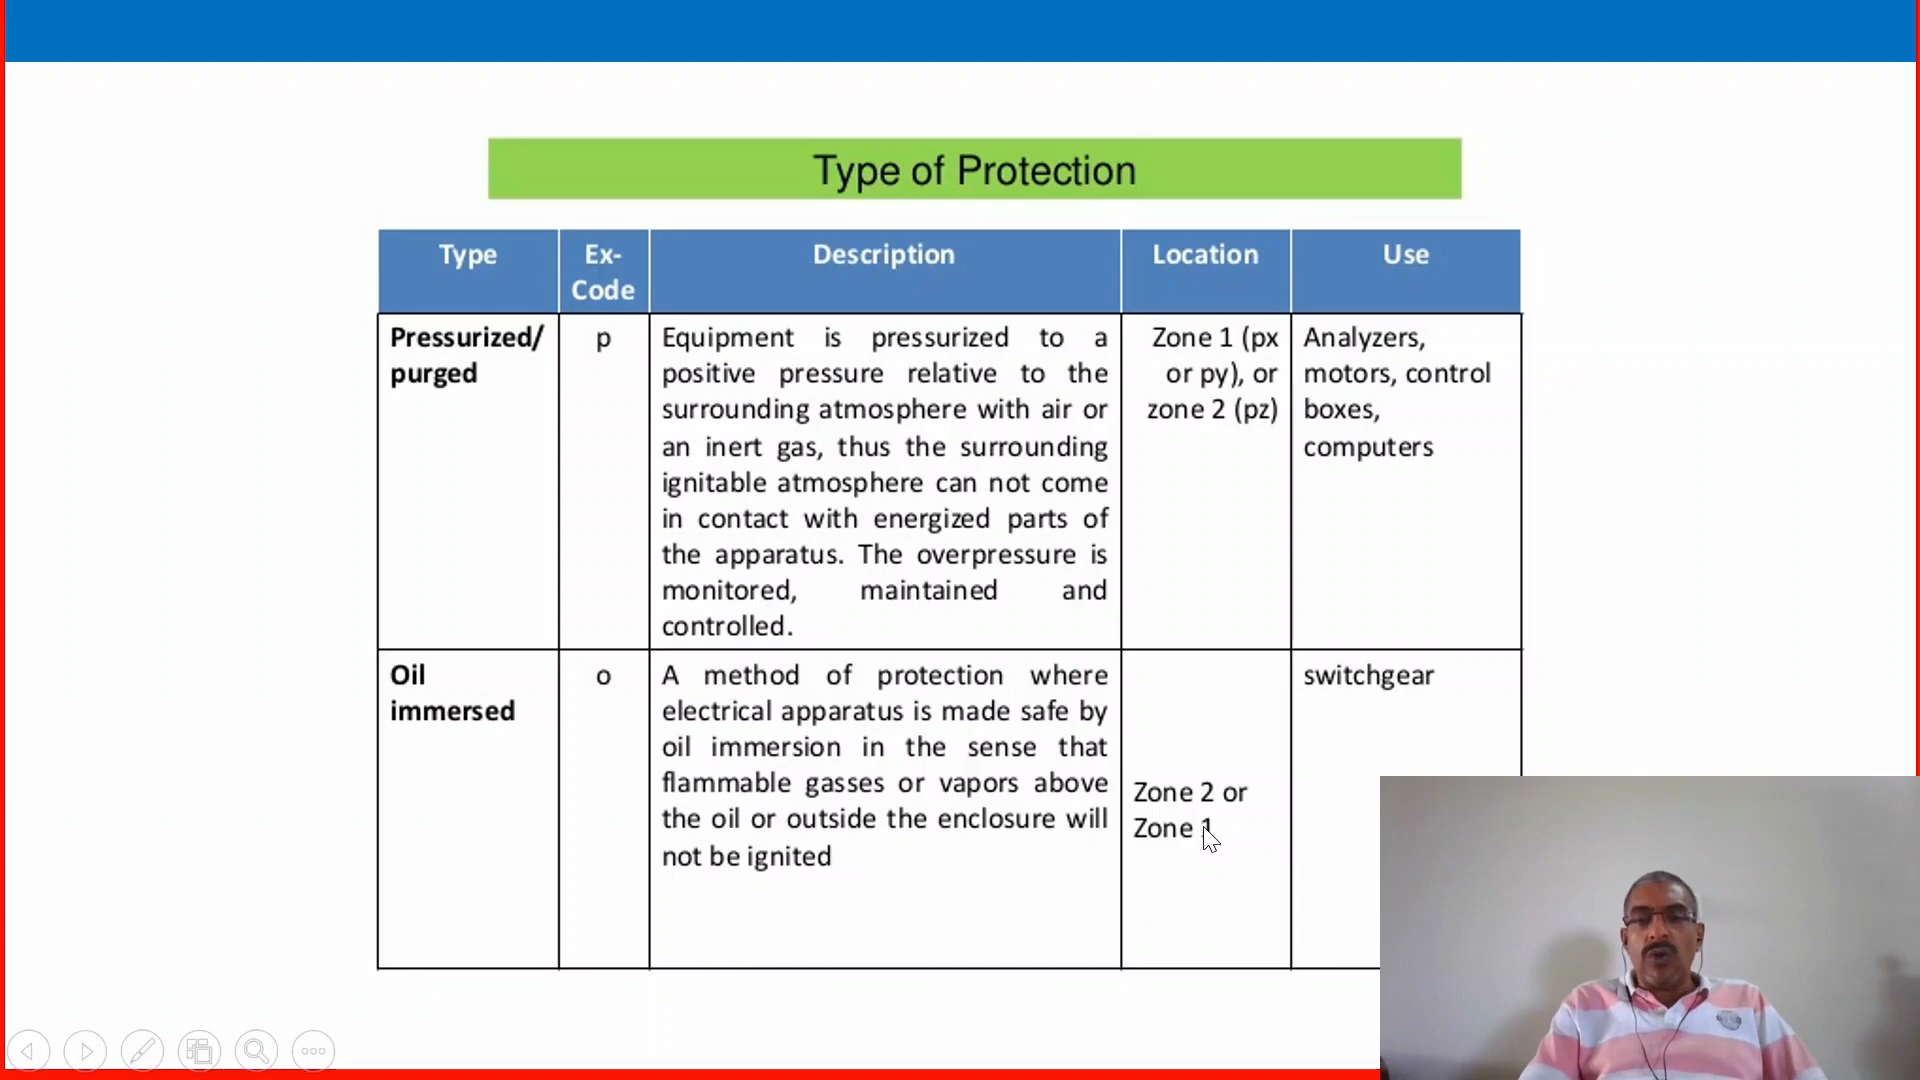 Type of Protection
Type
Ex-
Code
Description
Location
Use
Pressurized/
purged
p
Equipment is pressurized to a
positive pressure relative to the
surrounding atmosphere with air or
an inert gas, thus the surrounding
ignitable atmosphere can not come
in contact with energized parts of
the apparatus. The overpressure is
monitored, maintained and
controlled.
Zone 1 (px
or py), or
zone 2 (pz)
Analyzers,
motors, control
boxes,
computers
Oil
immersed
o
A method of protection where
electrical apparatus is made safe by
oil immersion in the sense that
flammable gasses or vapors above
the oil or outside the enclosure will
not be ignited
Zone 2 or
Zone 1
switchgear